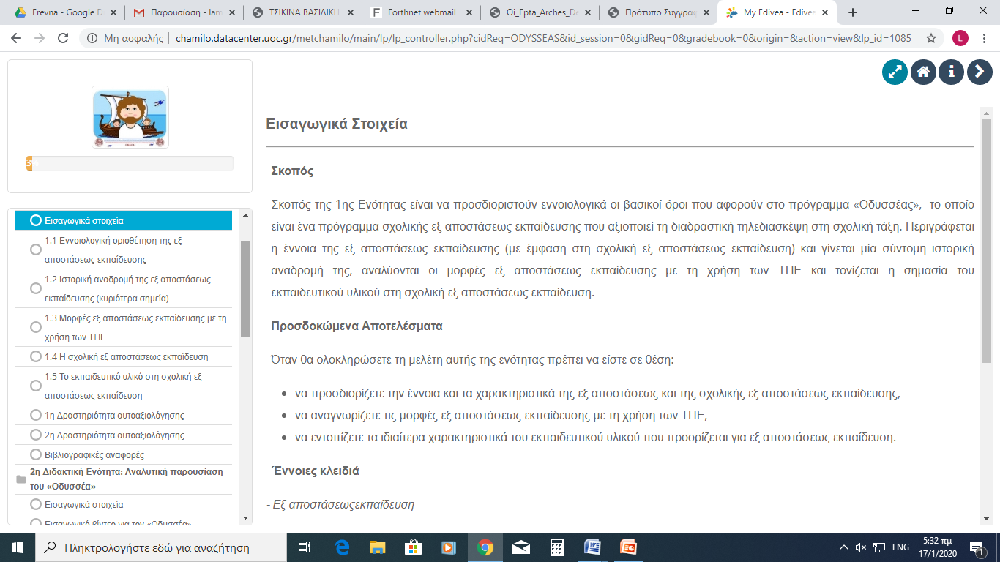 Erevna - Google D
Παρουσίαση - Iam
ΤΣΙΚΙΝΑ ΒΑΣΙΛΙΚΗ
Forthnet webmail
Oi_Epta_Arches_De
Πρότυπο Συγγρα
My Edivea - Edivea
Μη ασφαλής
chamilo.datacenter.uoc.gr/metchamilo/main/lp/lp_controller.php?cidReq=ODYSSEAS&id_session=0&gidReq=0&gradebook=0&origin=&action=view&lp_id=1085
L
Εισαγωγικά στοιχεία
1.1 Εννοιολογική οριοθέτηση της εξ
αποστάσεως εκπαίδευσης
1.2 Ιστορική αναδρομή της εξ αποστάσεως
εκπαίδευσης (κυριότερα σημεία)
1.3 Μορφές εξ αποστάσεως εκπαίδευσης με τη
χρήση των ΤΠΕ
1.4 Η σχολική εξ αποστάσεως εκπαίδευση
1.5 Το εκπαιδευτικό υλικό στη σχολική εξ
αποστάσεως εκπαίδευση
1η Δραστηριότητα αυτοαξιολόγησης
2η Δραστηριότητα αυτοαξιολόγησης
Βιβλιογραφικές αναφορές
2η Διδακτική Ενότητα: Αναλυτική παρουσίαση
του «Οδυσσέα»
Εισαγωγικά στοιχεία
Εισαγωγικό βίντεο για τον «Οδυσσέα»
Εισαγωγικά Στοιχεία
Σκοπός
Σκοπός της 1ης Ενότητας είναι να προσδιοριστούν εννοιολογικά οι βασικοί όροι που αφορούν στο πρόγραμμα «Οδυσσέας», το οποίο
είναι ένα πρόγραμμα σχολικής εξ αποστάσεως εκπαίδευσης που αξιοποιεί τη διαδραστική τηλεδιασκέψη στη σχολική τάξη. Περιγράφεται
η έννοια της εξ αποστάσεως εκπαίδευσης (με έμφαση στη σχολική εξ αποστάσεως εκπαίδευση) και γίνεται μία σύντομη ιστορική
αναδρομή της, αναλύονται οι μορφές εξ αποστάσεως εκπαίδευσης με τη χρήση των ΤΠΕ και τονίζεται η σημασία του
εκπαιδευτικού υλικού στη σχολική εξ αποστάσεως εκπαίδευση.
Προσδοκώμενα Αποτελέσματα
Όταν θα ολοκληρώσετε τη μελέτη αυτής της ενότητας πρέπει να είστε σε θέση:
να προσδιορίζετε την έννοια και τα χαρακτηριστικά της εξ αποστάσεως και της σχολικής εξ αποστάσεως εκπαίδευσης,
να αναγνωρίζετε τις μορφές εξ αποστάσεως εκπαίδευσης με τη χρήση των ΤΠΕ,
να εντοπίζετε τα ιδιαίτερα χαρακτηριστικά του εκπαιδευτικού υλικού που προορίζεται για εξ αποστάσεως εκπαίδευση.
Έννοιες κλειδιά
- Εξ αποστάσεωςεκπαίδευση
Πληκτρολογήστε εδώ για αναζήτηση
ENG
5:32 πμ
17/1/2020
1